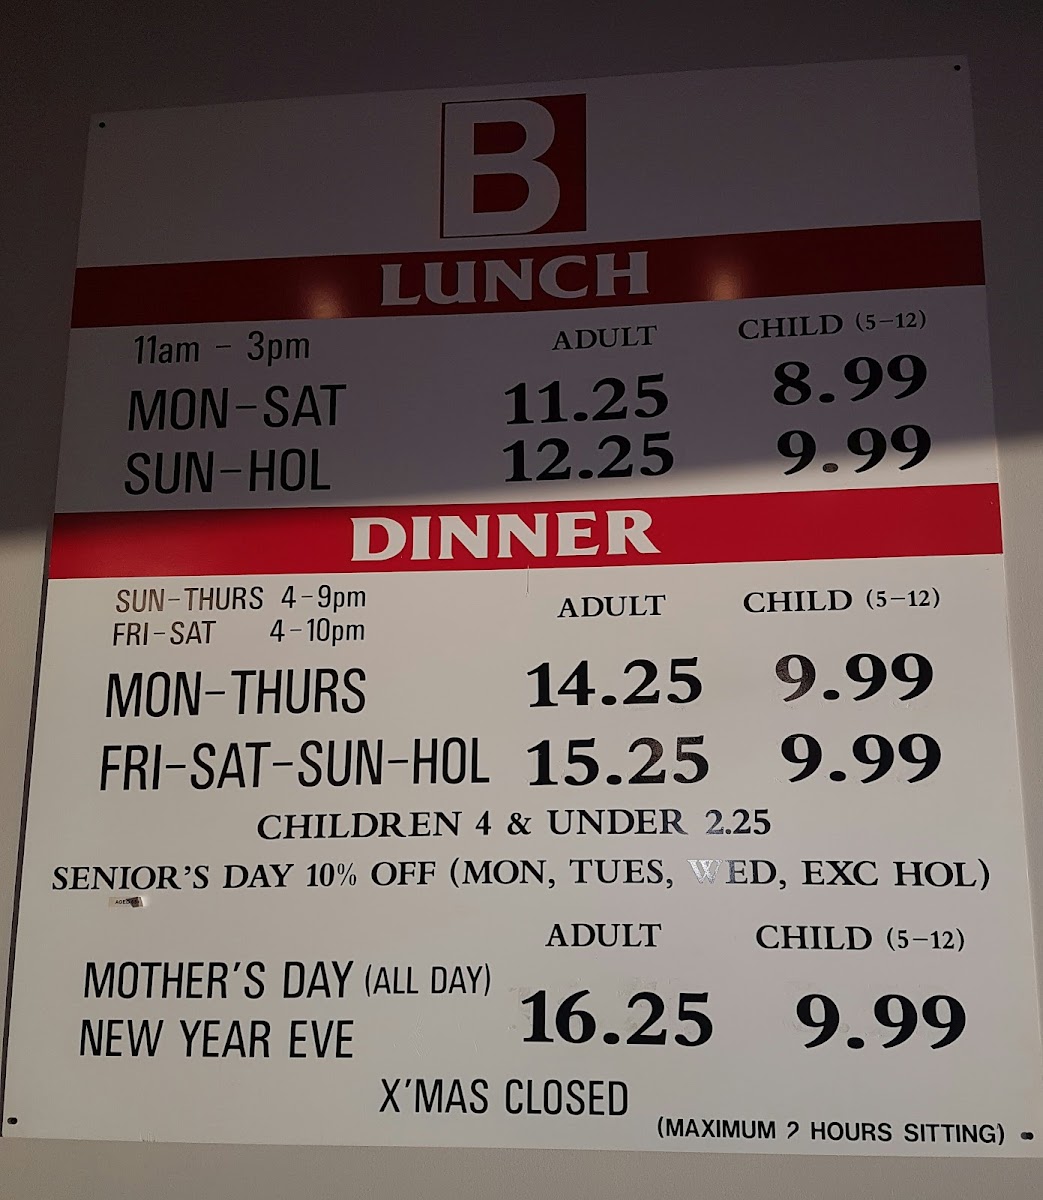 B
LUNCH
11am - 3pm ADULT CHILD (5-12)
MON-SAT 11.25 8.99
SUN-HOL 12.25 9.99
DINNER
SUN-THURS 4-9pm ADULT CHILD (5-12)
FRI-SAT 4-10pm
MON-THURS 14.25 9.99
FRI-SAT-SUN-HOL 15.25 9.99
CHILDREN 4 & UNDER 2.25
SENIOR'S DAY 10% OFF (MON, TUES, WED, EXC HOL)
ADULT CHILD (5-12)
MOTHER'S DAY (ALL DAY)
NEW YEAR EVE 16.25 9.99
X'MAS CLOSED
(MAXIMUM 2 HOURS SITTING)